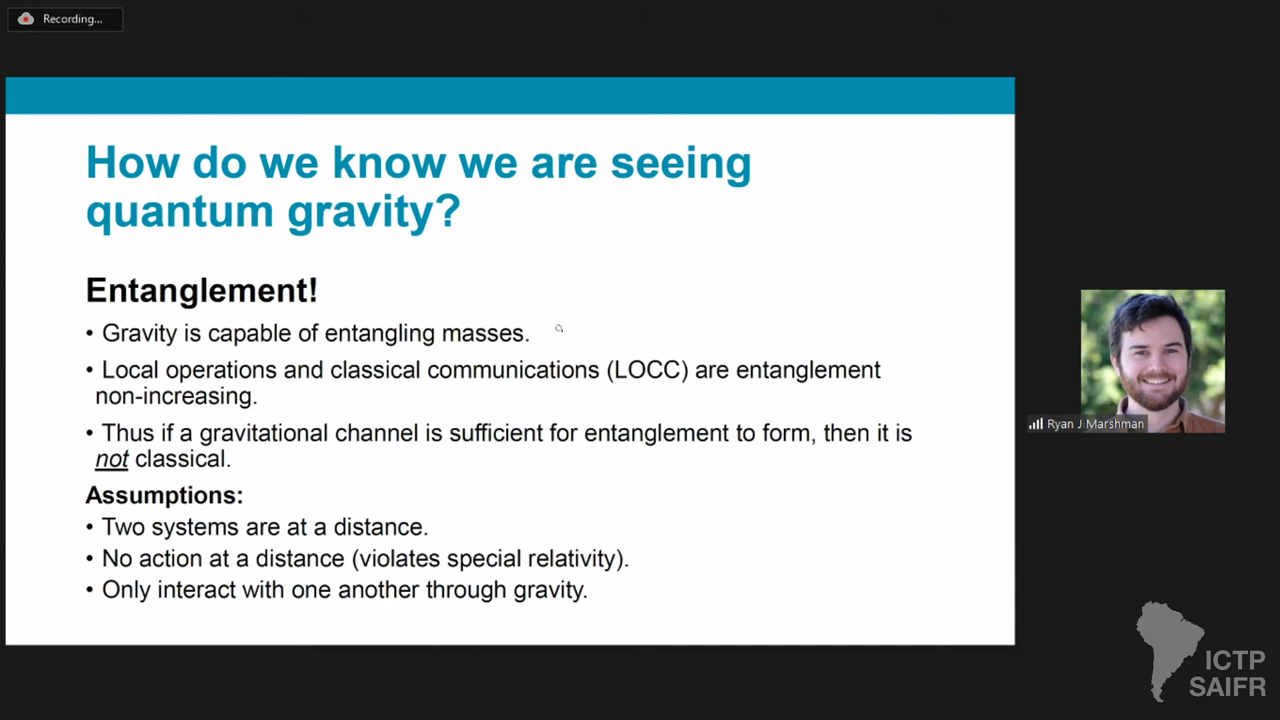 Recording...
How do we know we are seeing
quantum gravity?
Entanglement!
• Gravity is capable of entangling masses.
• Local operations and classical communications (LOCC) are entanglement
non-increasing.
• Thus if a gravitational channel is sufficient for entanglement to form, then it is
not classical.
Assumptions:
• Two systems are at a distance.
• No action at a distance (violates special relativity).
• Only interact with one another through gravity.
Ryan J Marshman
ICTP
SAIFR